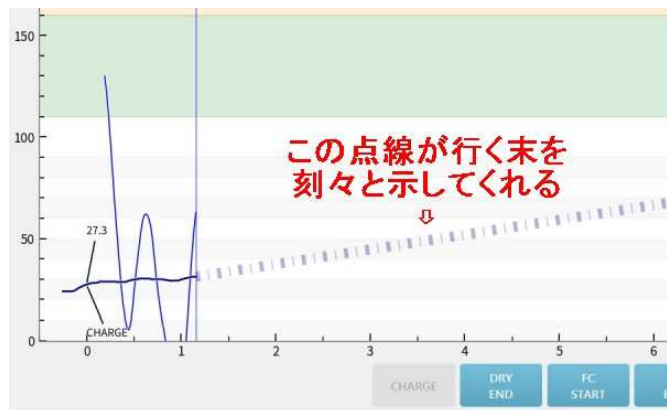 150
100
50
0
この点線が行く末を
刻々と示してくれる
⇩
27.3
CHARGE
0 1 2 3 4 5 6
CHARGE
DRY
END
FC
START